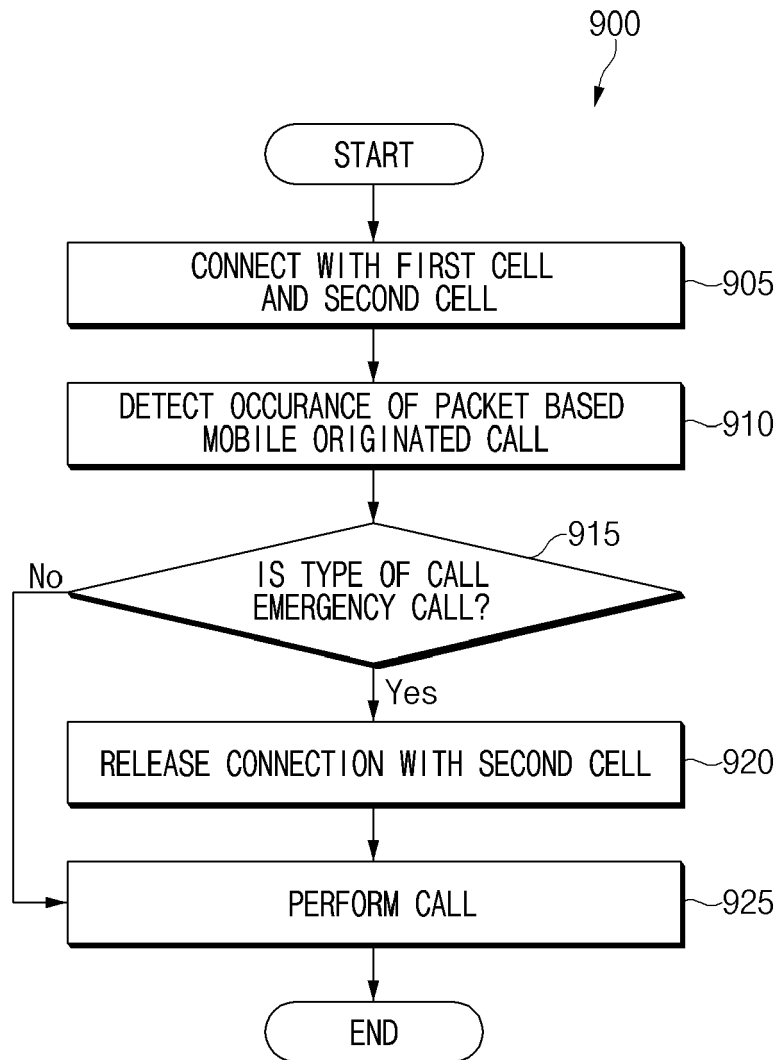 900
START
CONNECT WITH FIRST CELL
AND SECOND CELL
905
DETECT OCCURANCE OF PACKET BASED
MOBILE ORIGINATED CALL
910
915
IS TYPE OF CALL
EMERGENCY CALL?
No
Yes
RELEASE CONNECTION WITH SECOND CELL
920
PERFORM CALL
925
END